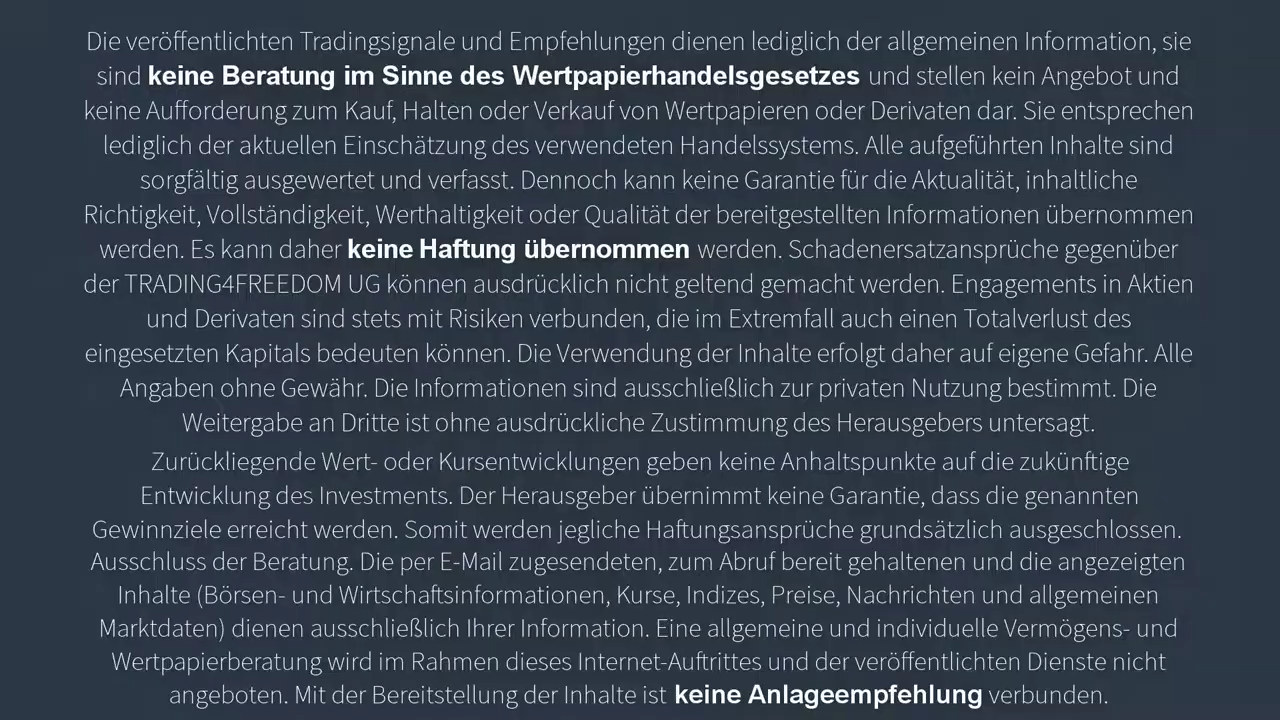 Die veröffentlichten Tradingsignale und Empfehlungen dienen lediglich der allgemeinen Information, sie
sind keine Beratung im Sinne des Wertpapierhandelsgesetzes und stellen kein Angebot und
keine Aufforderung zum Kauf, Halten oder Verkauf von Wertpapieren oder Derivaten dar. Sie entsprechen
lediglich der aktuellen Einschätzung des verwendeten Handelssystems. Alle aufgeführten Inhalte sind
sorgfältig ausgewertet und verfasst. Dennoch kann keine Garantie für die Aktualität, inhaltliche
Richtigkeit, Vollständigkeit, Werthaltigkeit oder Qualität der bereitgestellten Informationen übernommen
werden. Es kann daher keine Haftung übernommen werden. Schadenersatzansprüche gegenüber
der TRADING4FREEDOM UG können ausdrücklich nicht geltend gemacht werden. Engagements in Aktien
und Derivaten sind stets mit Risiken verbunden, die im Extremfall auch einen Totalverlust des
eingesetzten Kapitals bedeuten können. Die Verwendung der Inhalte erfolgt daher auf eigene Gefahr. Alle
Angaben ohne Gewähr. Die Informationen sind ausschließlich zur privaten Nutzung bestimmt. Die
Weitergabe an Dritte ist ohne ausdrückliche Zustimmung des Herausgebers untersagt.
Zurückliegende Wert- oder Kursentwicklungen geben keine Anhaltspunkte auf die zukünftige
Entwicklung des Investments. Der Herausgeber übernimmt keine Garantie, dass die genannten
Gewinnziele erreicht werden. Somit werden jegliche Haftungsansprüche grundsätzlich ausgeschlossen.
Ausschluss der Beratung. Die per E-Mail zugesendeten, zum Abruf bereit gehaltenen und die angezeigten
Inhalte (Börsen- und Wirtschaftsinformationen, Kurse, Indizes, Preise, Nachrichten und allgemeinen
Marktdaten) dienen ausschließlich Ihrer Information. Eine allgemeine und individuelle Vermögens- und
Wertpapierberatung wird im Rahmen dieses Internet-Auftrittes und der veröffentlichten Dienste nicht
angeboten. Mit der Bereitstellung der Inhalte ist keine Anlageempfehlung verbunden.